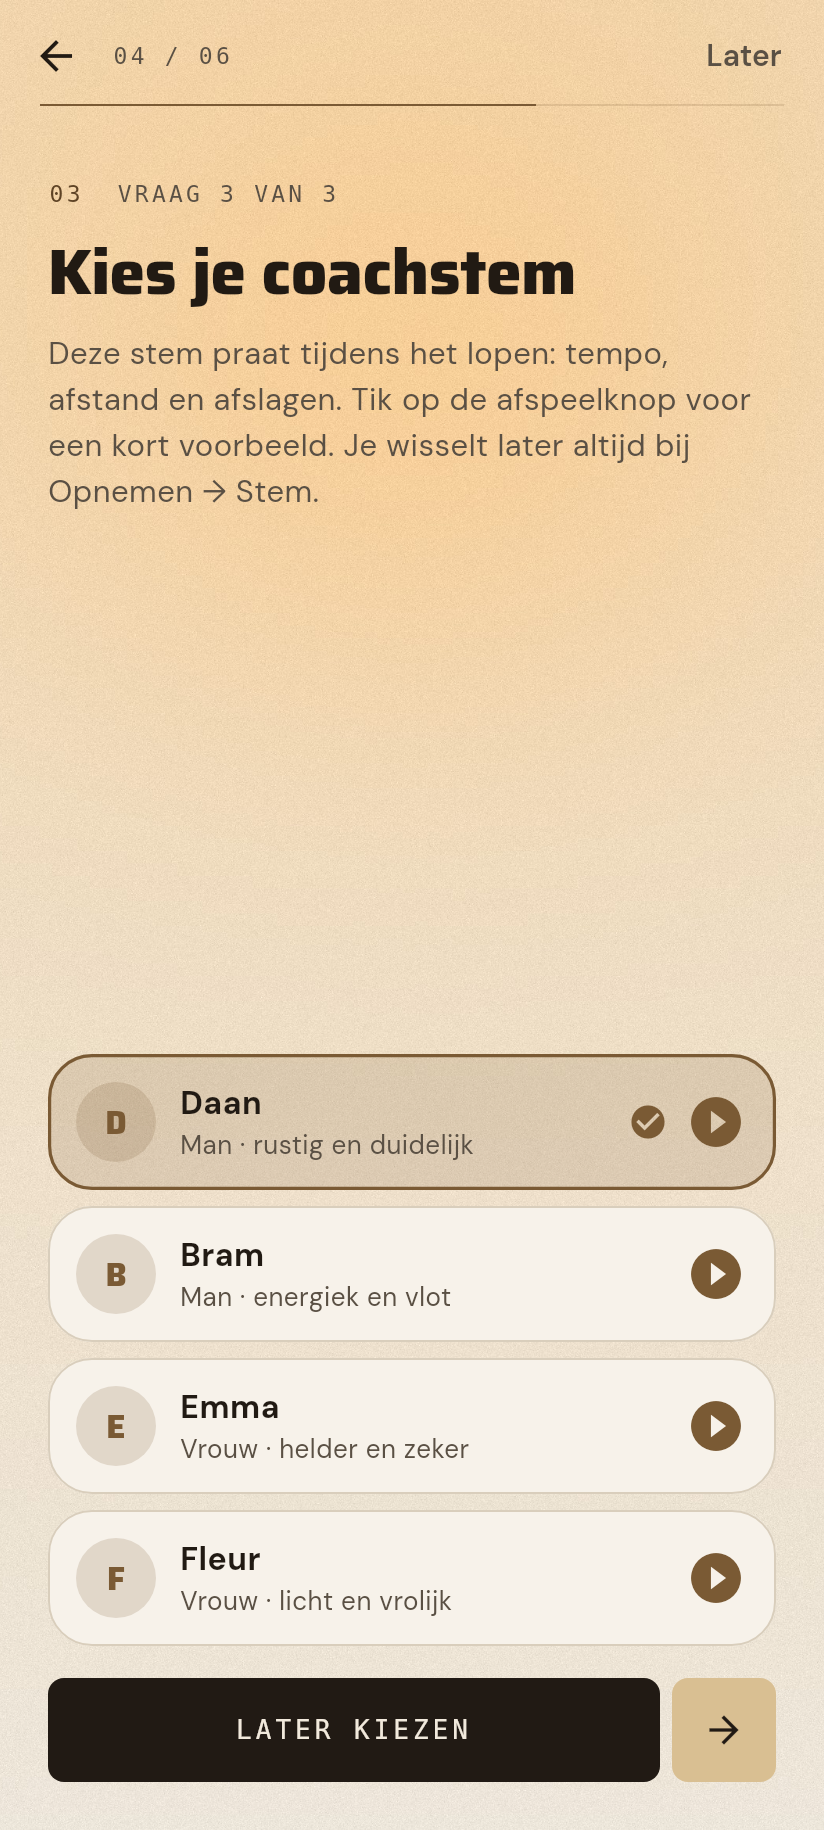 04 / 06
Later
03 VRAAG 3 VAN 3
Kies je coachstem
Deze stem praat tijdens het lopen: tempo,
afstand en afslagen. Tik op de afspeelknop voor
een kort voorbeeld. Je wisselt later altijd bij
Opnemen → Stem.
D
Daan
Man · rustig en duidelijk
B
Bram
Man · energiek en vlot
E
Emma
Vrouw · helder en zeker
F
Fleur
Vrouw · licht en vrolijk
LATER KIEZEN